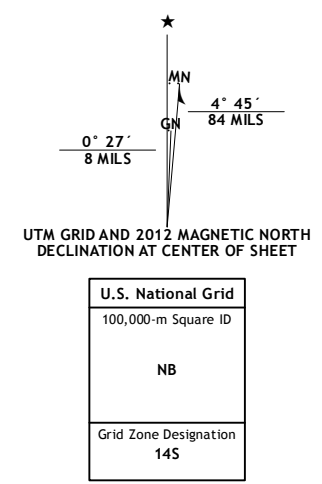 ★
MN
GN
4° 45´
84 MILS
0° 27´
8 MILS
UTM GRID AND 2012 MAGNETIC NORTH
DECLINATION AT CENTER OF SHEET
U.S. National Grid
100,000-m Square ID
NB
Grid Zone Designation
14S